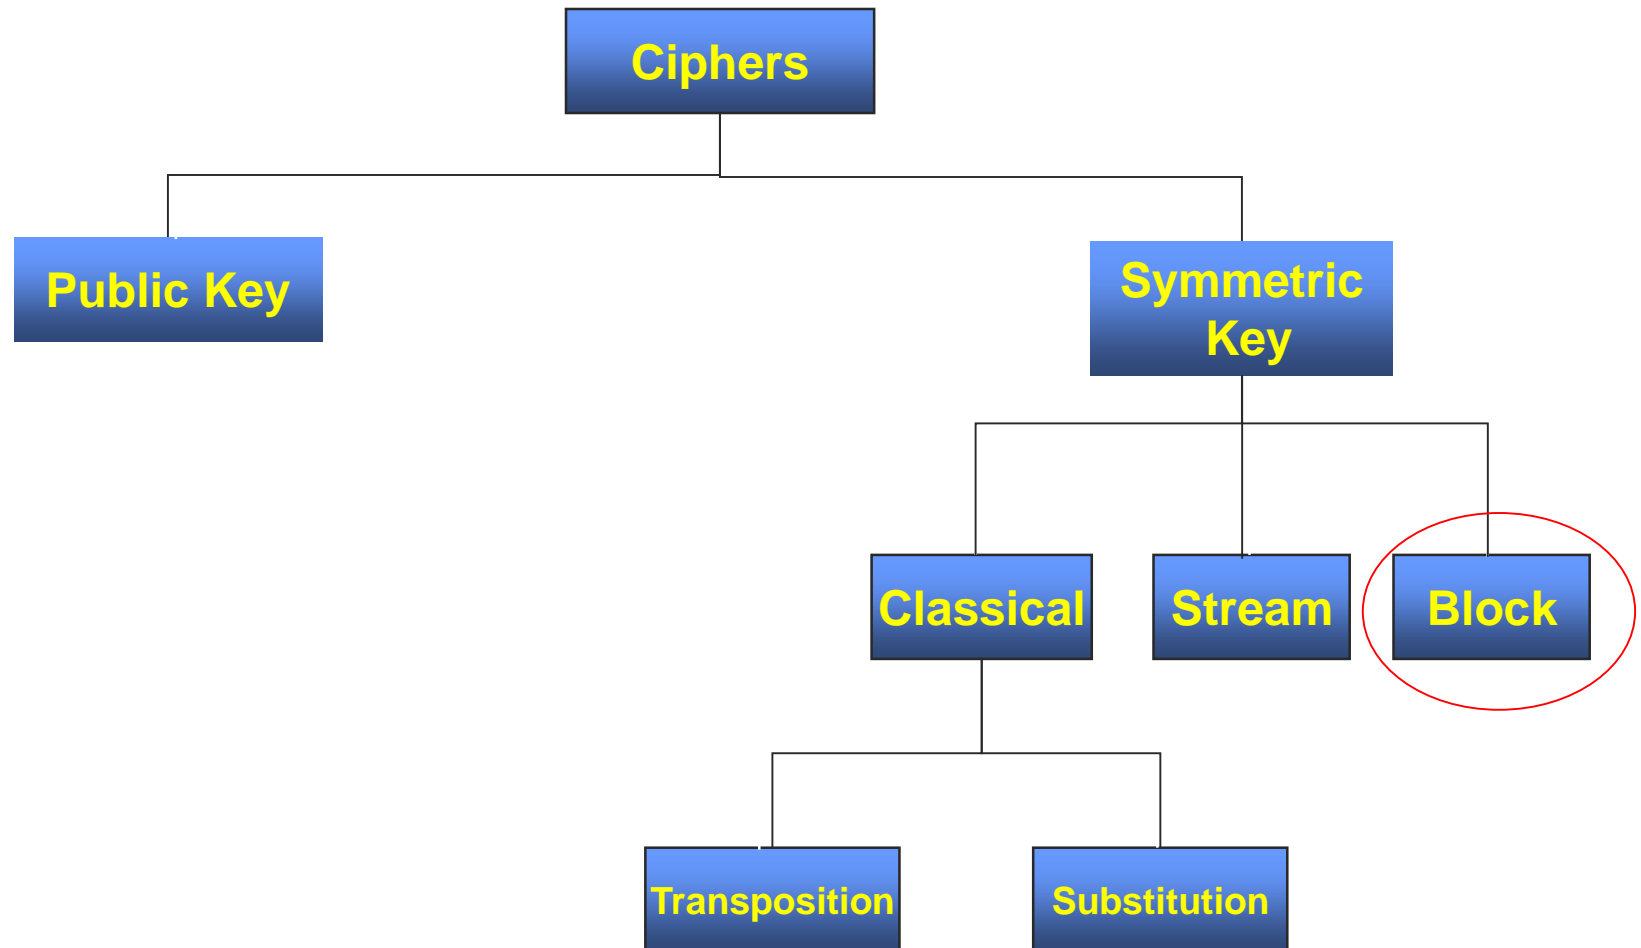 Ciphers
Public Key
Symmetric
Key
Classical
Stream
Block
Transposition
Substitution